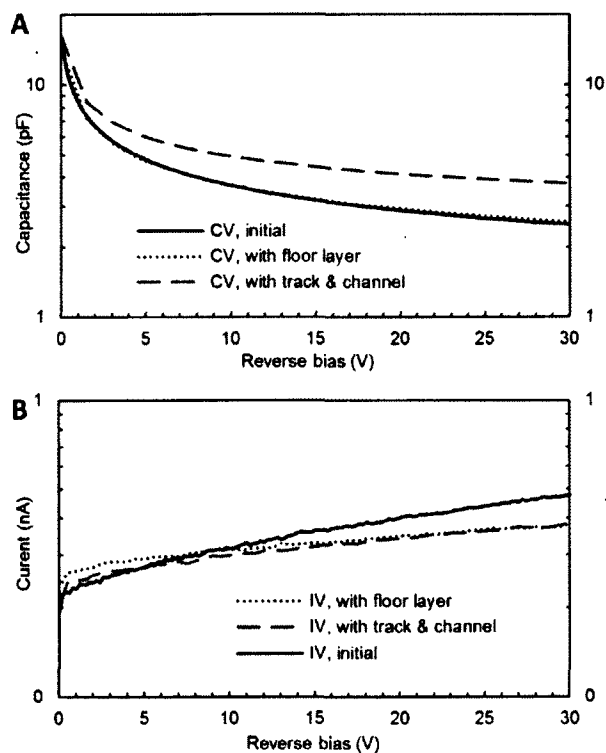 A
10
10
Capacitance (pF)
CV, initial
CV, with floor layer
CV, with track & channel
1
1
0 5 10 15 20 25 30
Reverse bias (V)
B
1
1
Curent (nA)
IV, with floor layer
IV, with track & channel
IV, initial
0
0
0 5 10 15 20 25 30
Reverse bias (V)